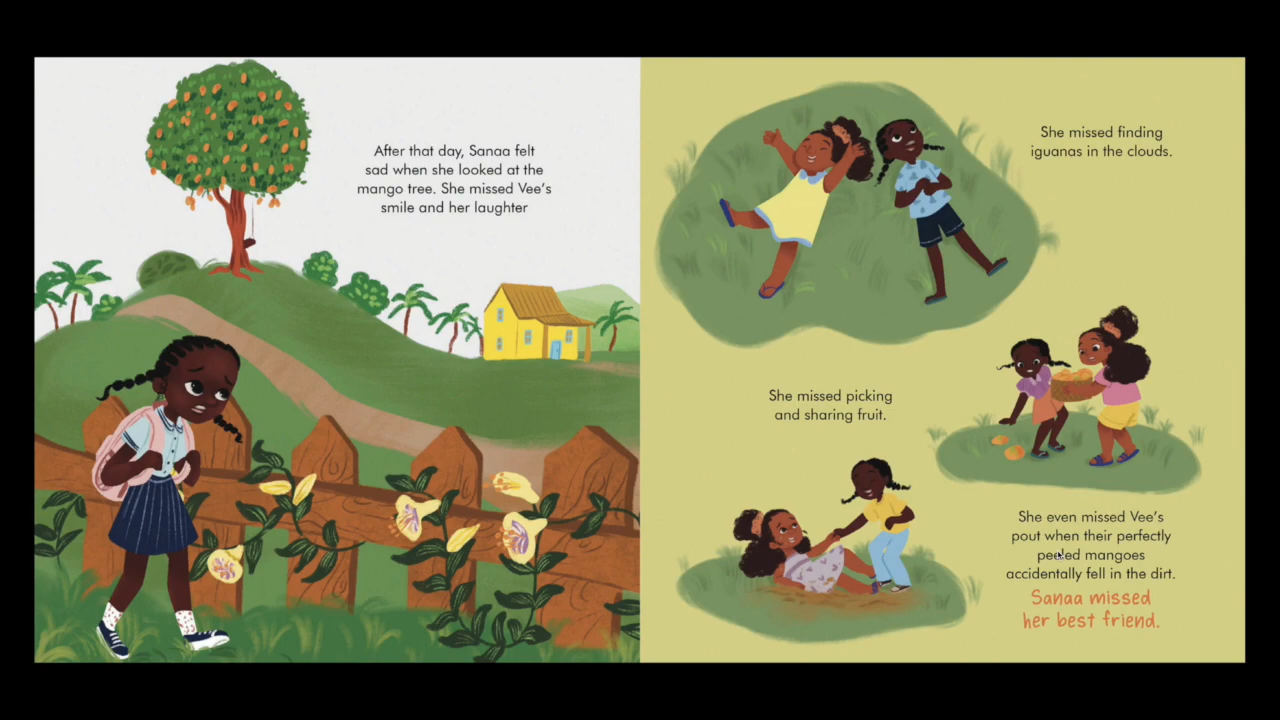 After that day, Sanaa felt
sad when she looked at the
mango tree. She missed Vee's
smile and her laughter
She missed finding
iguanas in the clouds.
She missed picking
and sharing fruit.
She even missed Vee's
pout when their perfectly
peeled mangoes
accidentally fell in the dirt.
Sanaa missed
her best friend.